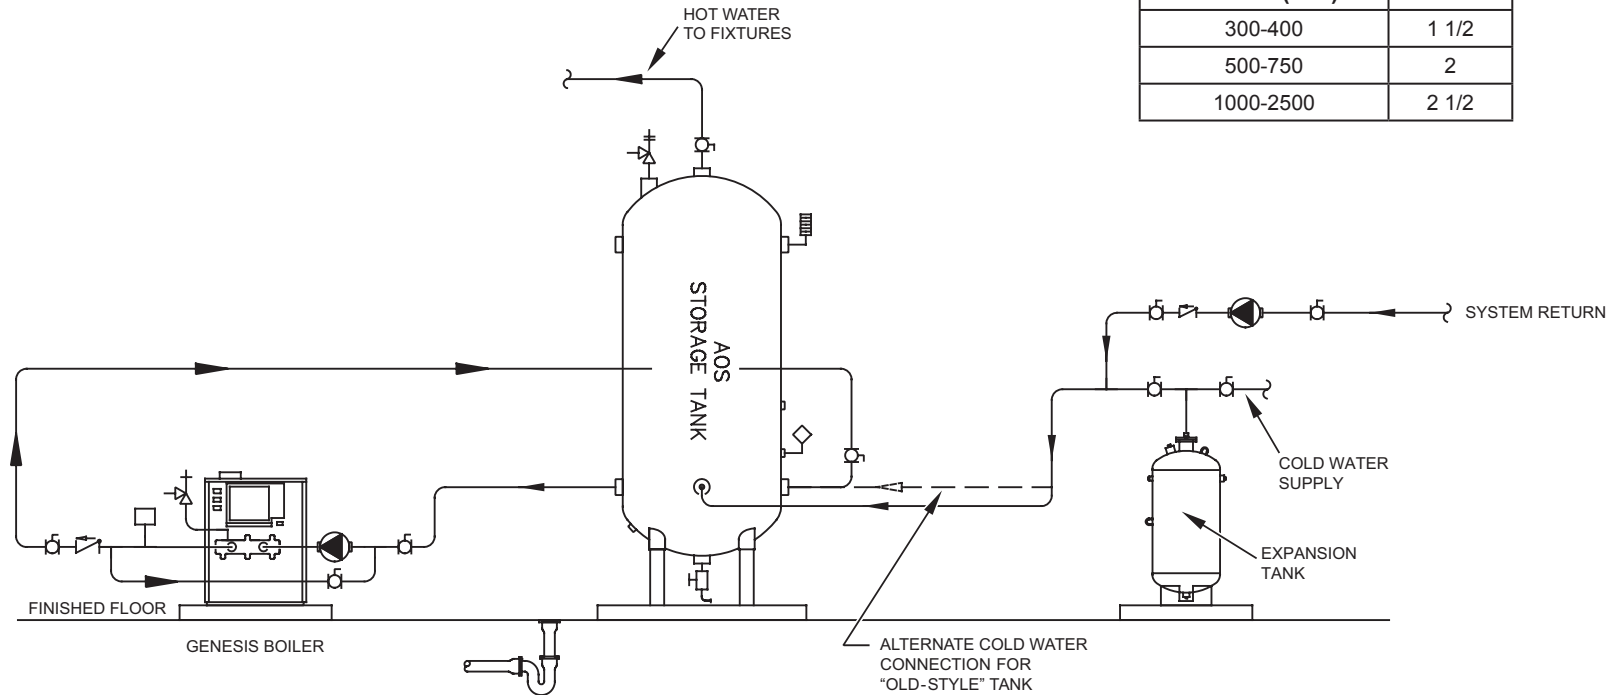 HOT WATER
TO FIXTURES
300-400 1 1/2
500-750 2
1000-2500 2 1/2
AOS
STORAGE TANK
SYSTEM RETURN
COLD WATER
SUPPLY
EXPANSION
TANK
FINISHED FLOOR
GENESIS BOILER
ALTERNATE COLD WATER
CONNECTION FOR
“OLD-STYLE” TANK